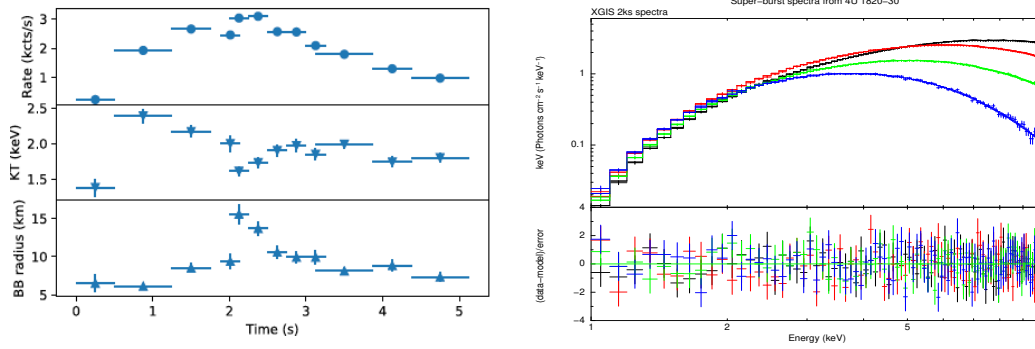 Rate (kcts/s)
3
2
1
KT (keV)
2.5
2.0
1.5
BB radius (km)
15
10
5
0 1 2 3 4 5
Time (s)
Super-burst spectra from 4U 1820−30
XGIS 2ks spectra
keV (Photons cm⁻² s⁻¹ keV⁻¹)
1
0.1
(data−model)/error
4
2
0
−2
−4
1 2 5
Energy (keV)